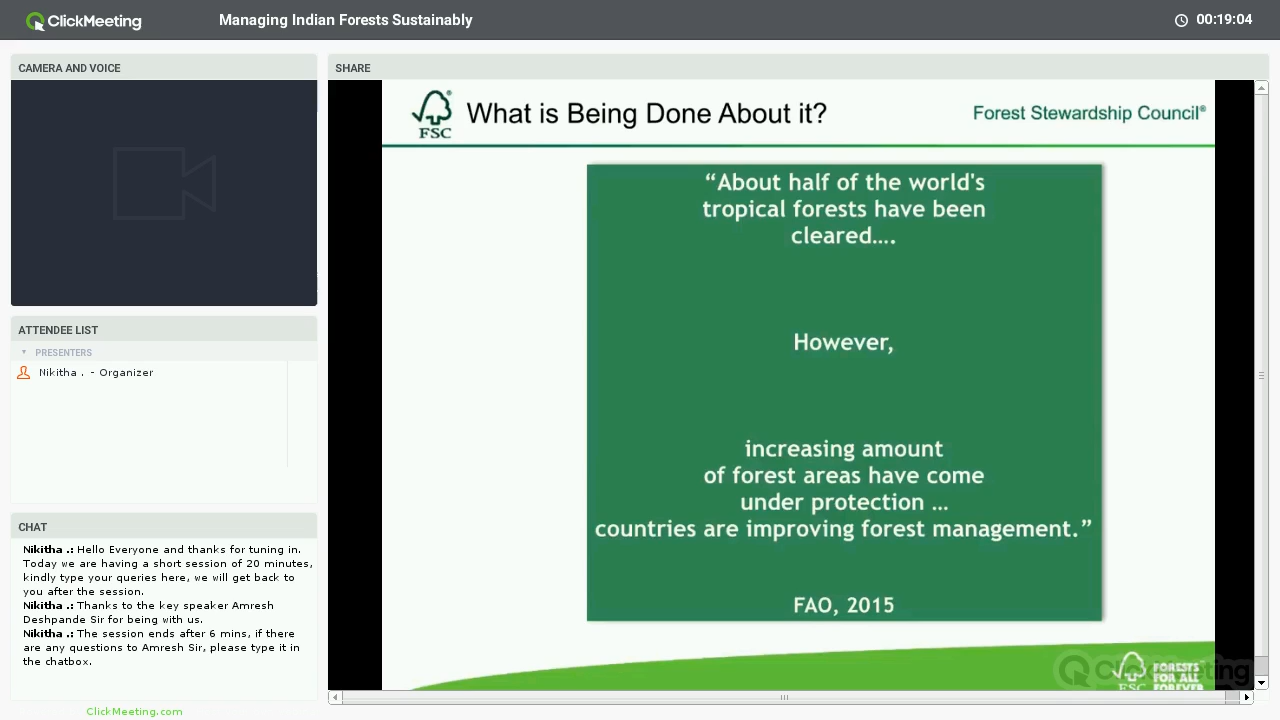 ClickMeeting
Managing Indian Forests Sustainably
00:19:04
CAMERA AND VOICE
SHARE
FSC
What is Being Done About it?
Forest Stewardship Council®
“About half of the world's
tropical forests have been
cleared….
However,
increasing amount
of forest areas have come
under protection …
countries are improving forest management.”
FAO, 2015
ATTENDEE LIST
PRESENTERS
Nikitha . - Organizer
CHAT
Nikitha .: Hello Everyone and thanks for tuning in.
Today we are having a short session of 20 minutes,
kindly type your queries here, we will get back to
you after the session.
Nikitha .: Thanks to the key speaker Amresh
Deshpande Sir for being with us.
Nikitha .: The session ends after 6 mins, if there
are any questions to Amresh Sir, please type it in
the chatbox.
FSC
FORESTS
FOR ALL
FOREVER
ClickMeeting
ClickMeeting.com